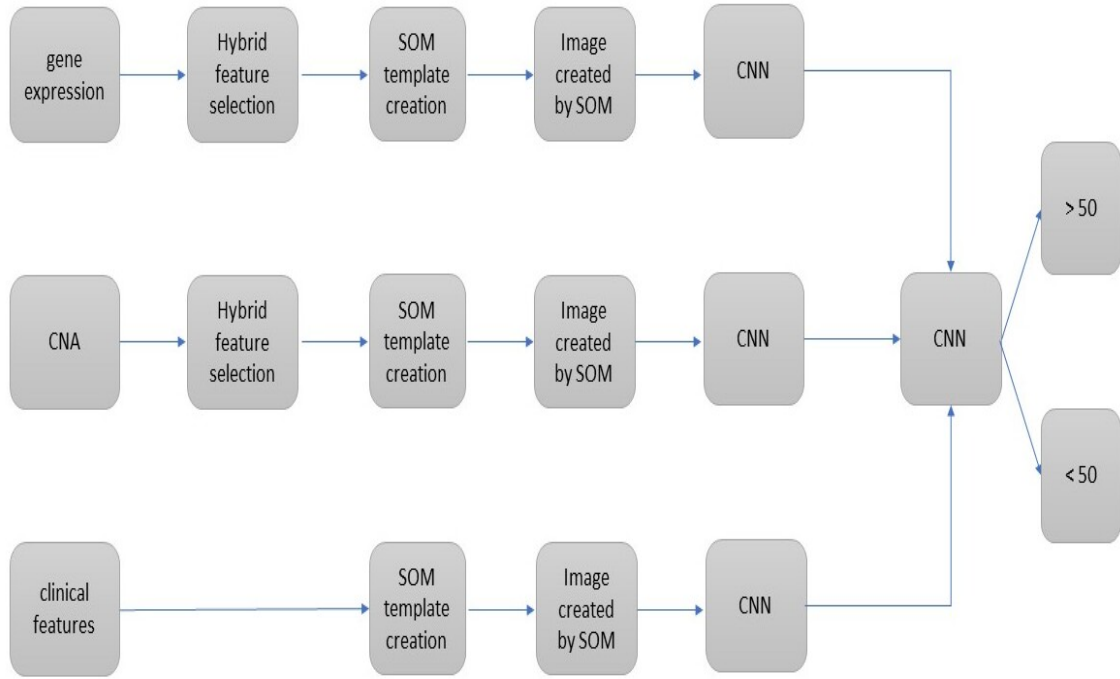 gene
expression
Hybrid
feature
selection
SOM
template
creation
Image
created
by SOM
CNN
> 50
CNA
Hybrid
feature
selection
SOM
template
creation
Image
created
by SOM
CNN
CNN
< 50
clinical
features
SOM
template
creation
Image
created
by SOM
CNN